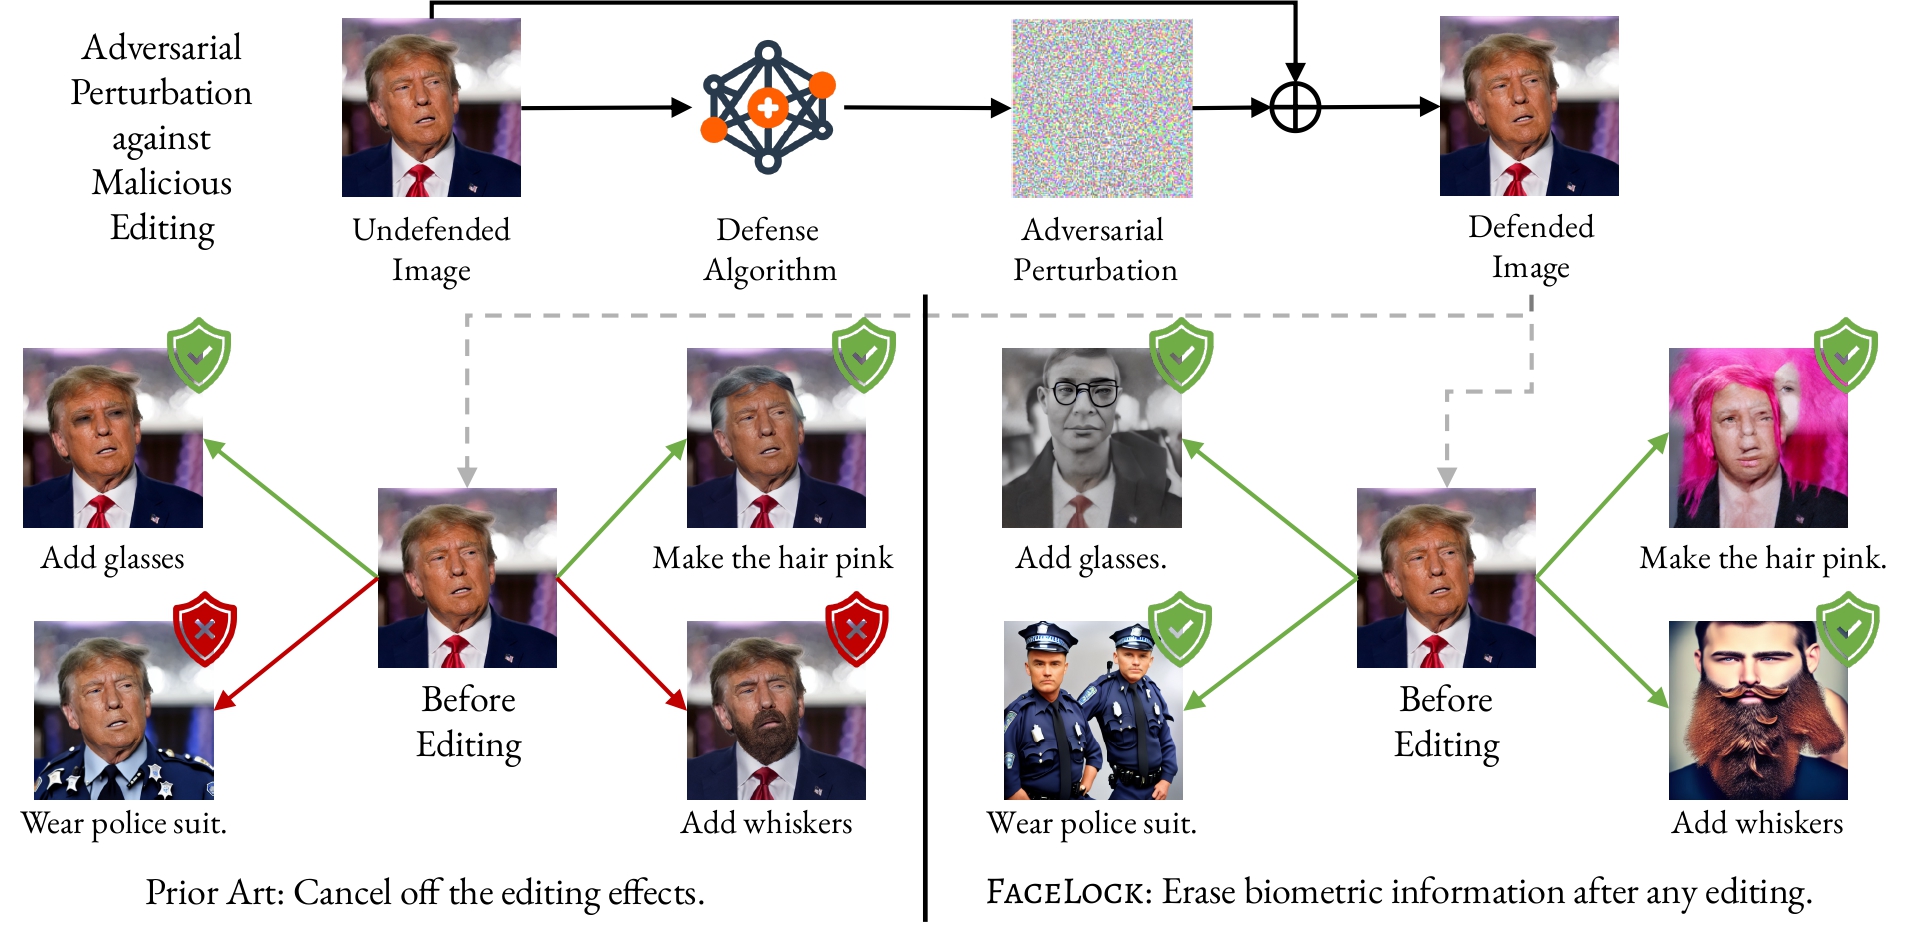 Adversarial
Perturbation
against
Malicious
Editing
Undefended
Image
Defense
Algorithm
Adversarial
Perturbation
Defended
Image
Add glasses
Make the hair pink
Before
Editing
Wear police suit.
Add whiskers
Prior Art: Cancel off the editing effects.
Add glasses.
Make the hair pink.
Before
Editing
Wear police suit.
Add whiskers
FACELOCK: Erase biometric information after any editing.